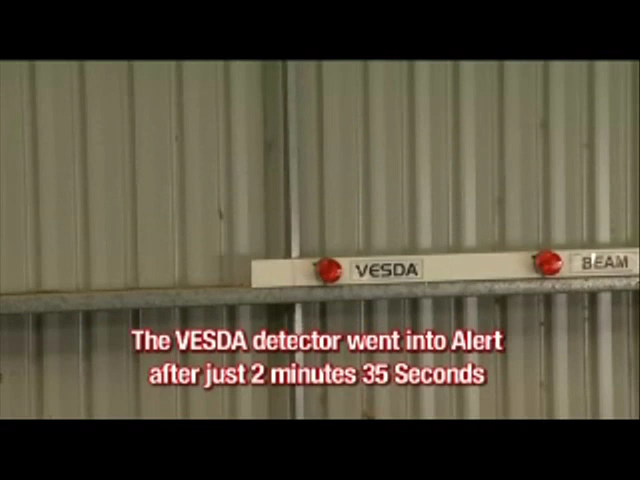 VESDA
BEAM
The VESDA detector went into Alert
after just 2 minutes 35 Seconds